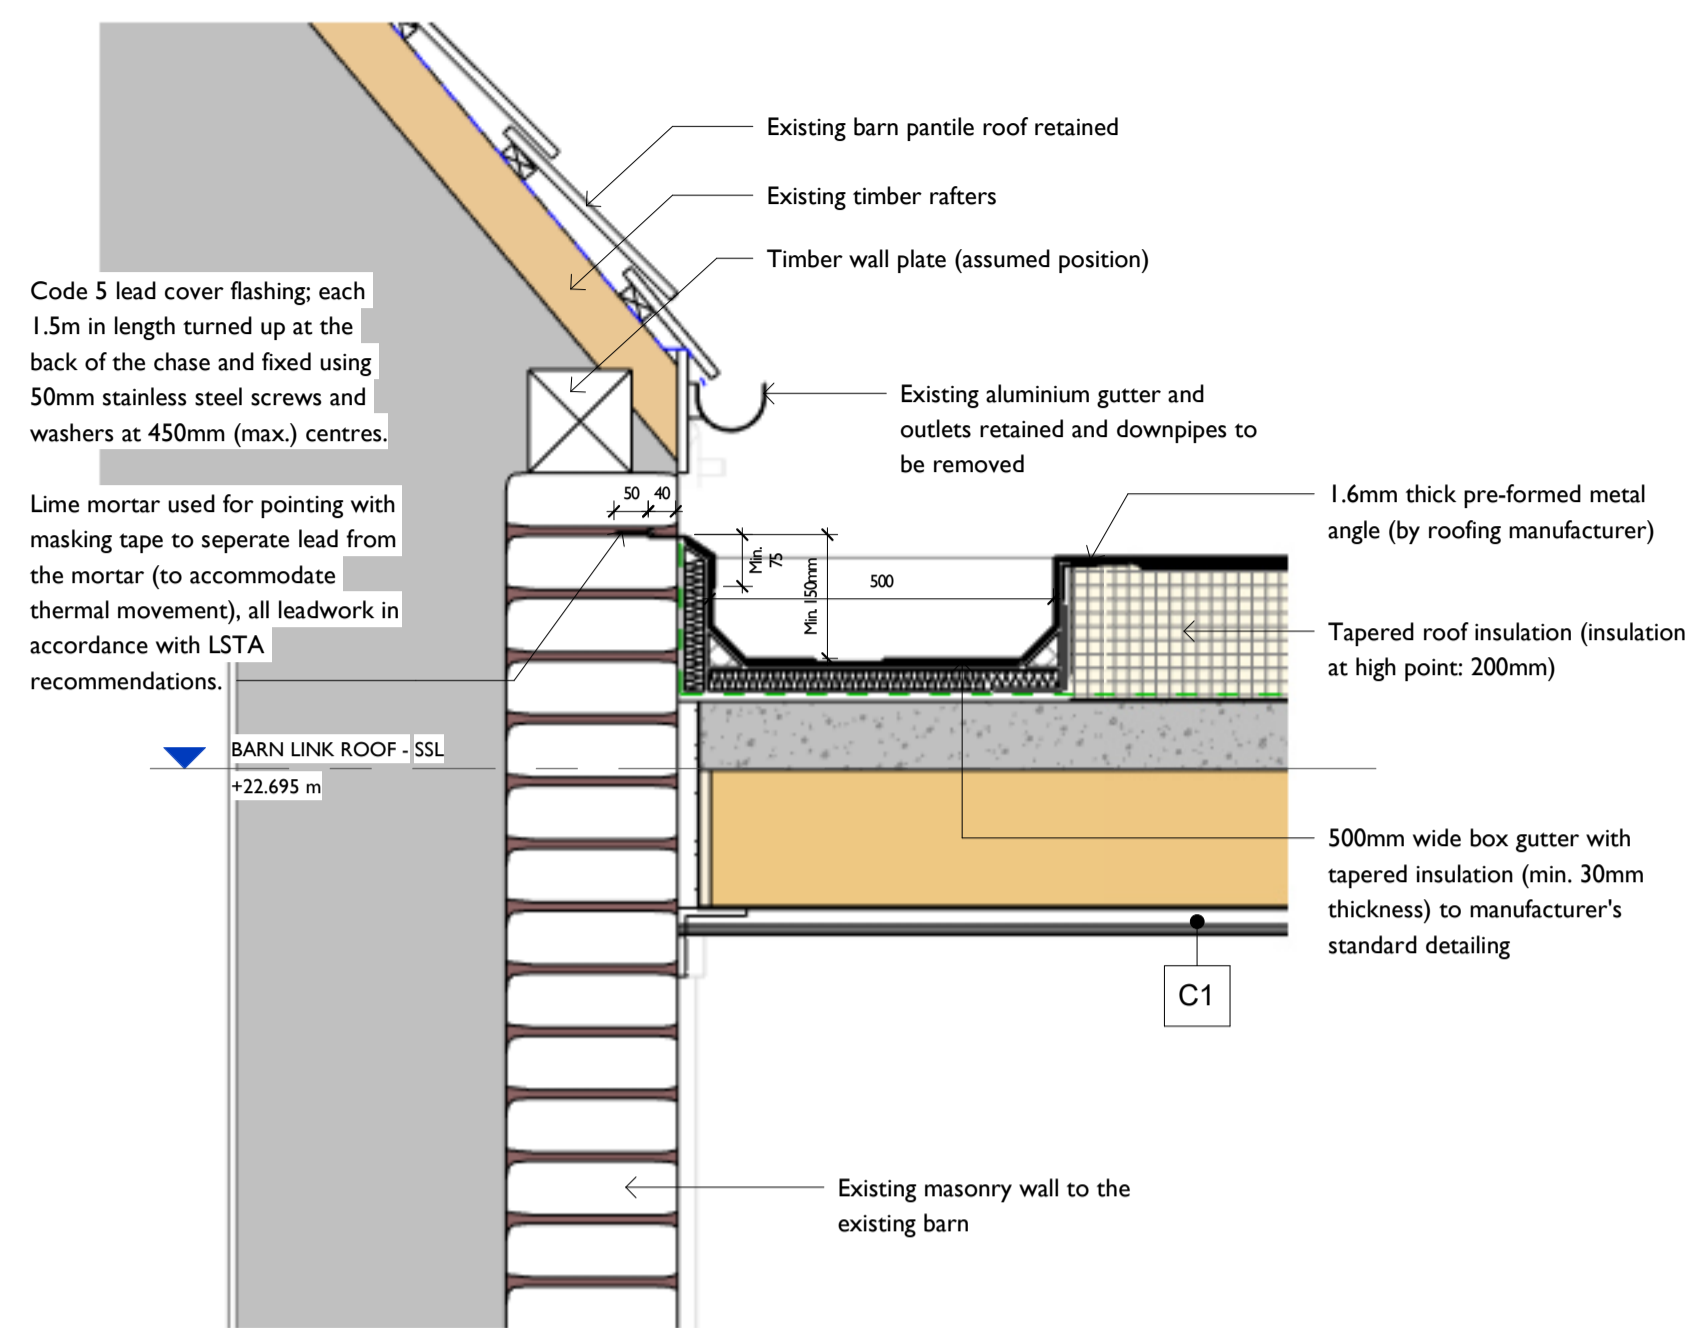 Existing barn pantile roof retained
Existing timber rafters
Timber wall plate (assumed position)
Code 5 lead cover flashing; each
1.5m in length turned up at the
back of the chase and fixed using
50mm stainless steel screws and
washers at 450mm (max.) centres.
Existing aluminium gutter and
outlets retained and downpipes to
be removed
Lime mortar used for pointing with
masking tape to seperate lead from
the mortar (to accommodate
thermal movement), all leadwork in
accordance with LSTA
recommendations.
50
40
Min.
75
Min. 150mm
500
1.6mm thick pre-formed metal
angle (by roofing manufacturer)
Tapered roof insulation (insulation
at high point: 200mm)
BARN LINK ROOF - SSL
+22.695 m
500mm wide box gutter with
tapered insulation (min. 30mm
thickness) to manufacturer's
standard detailing
C1
Existing masonry wall to the
existing barn